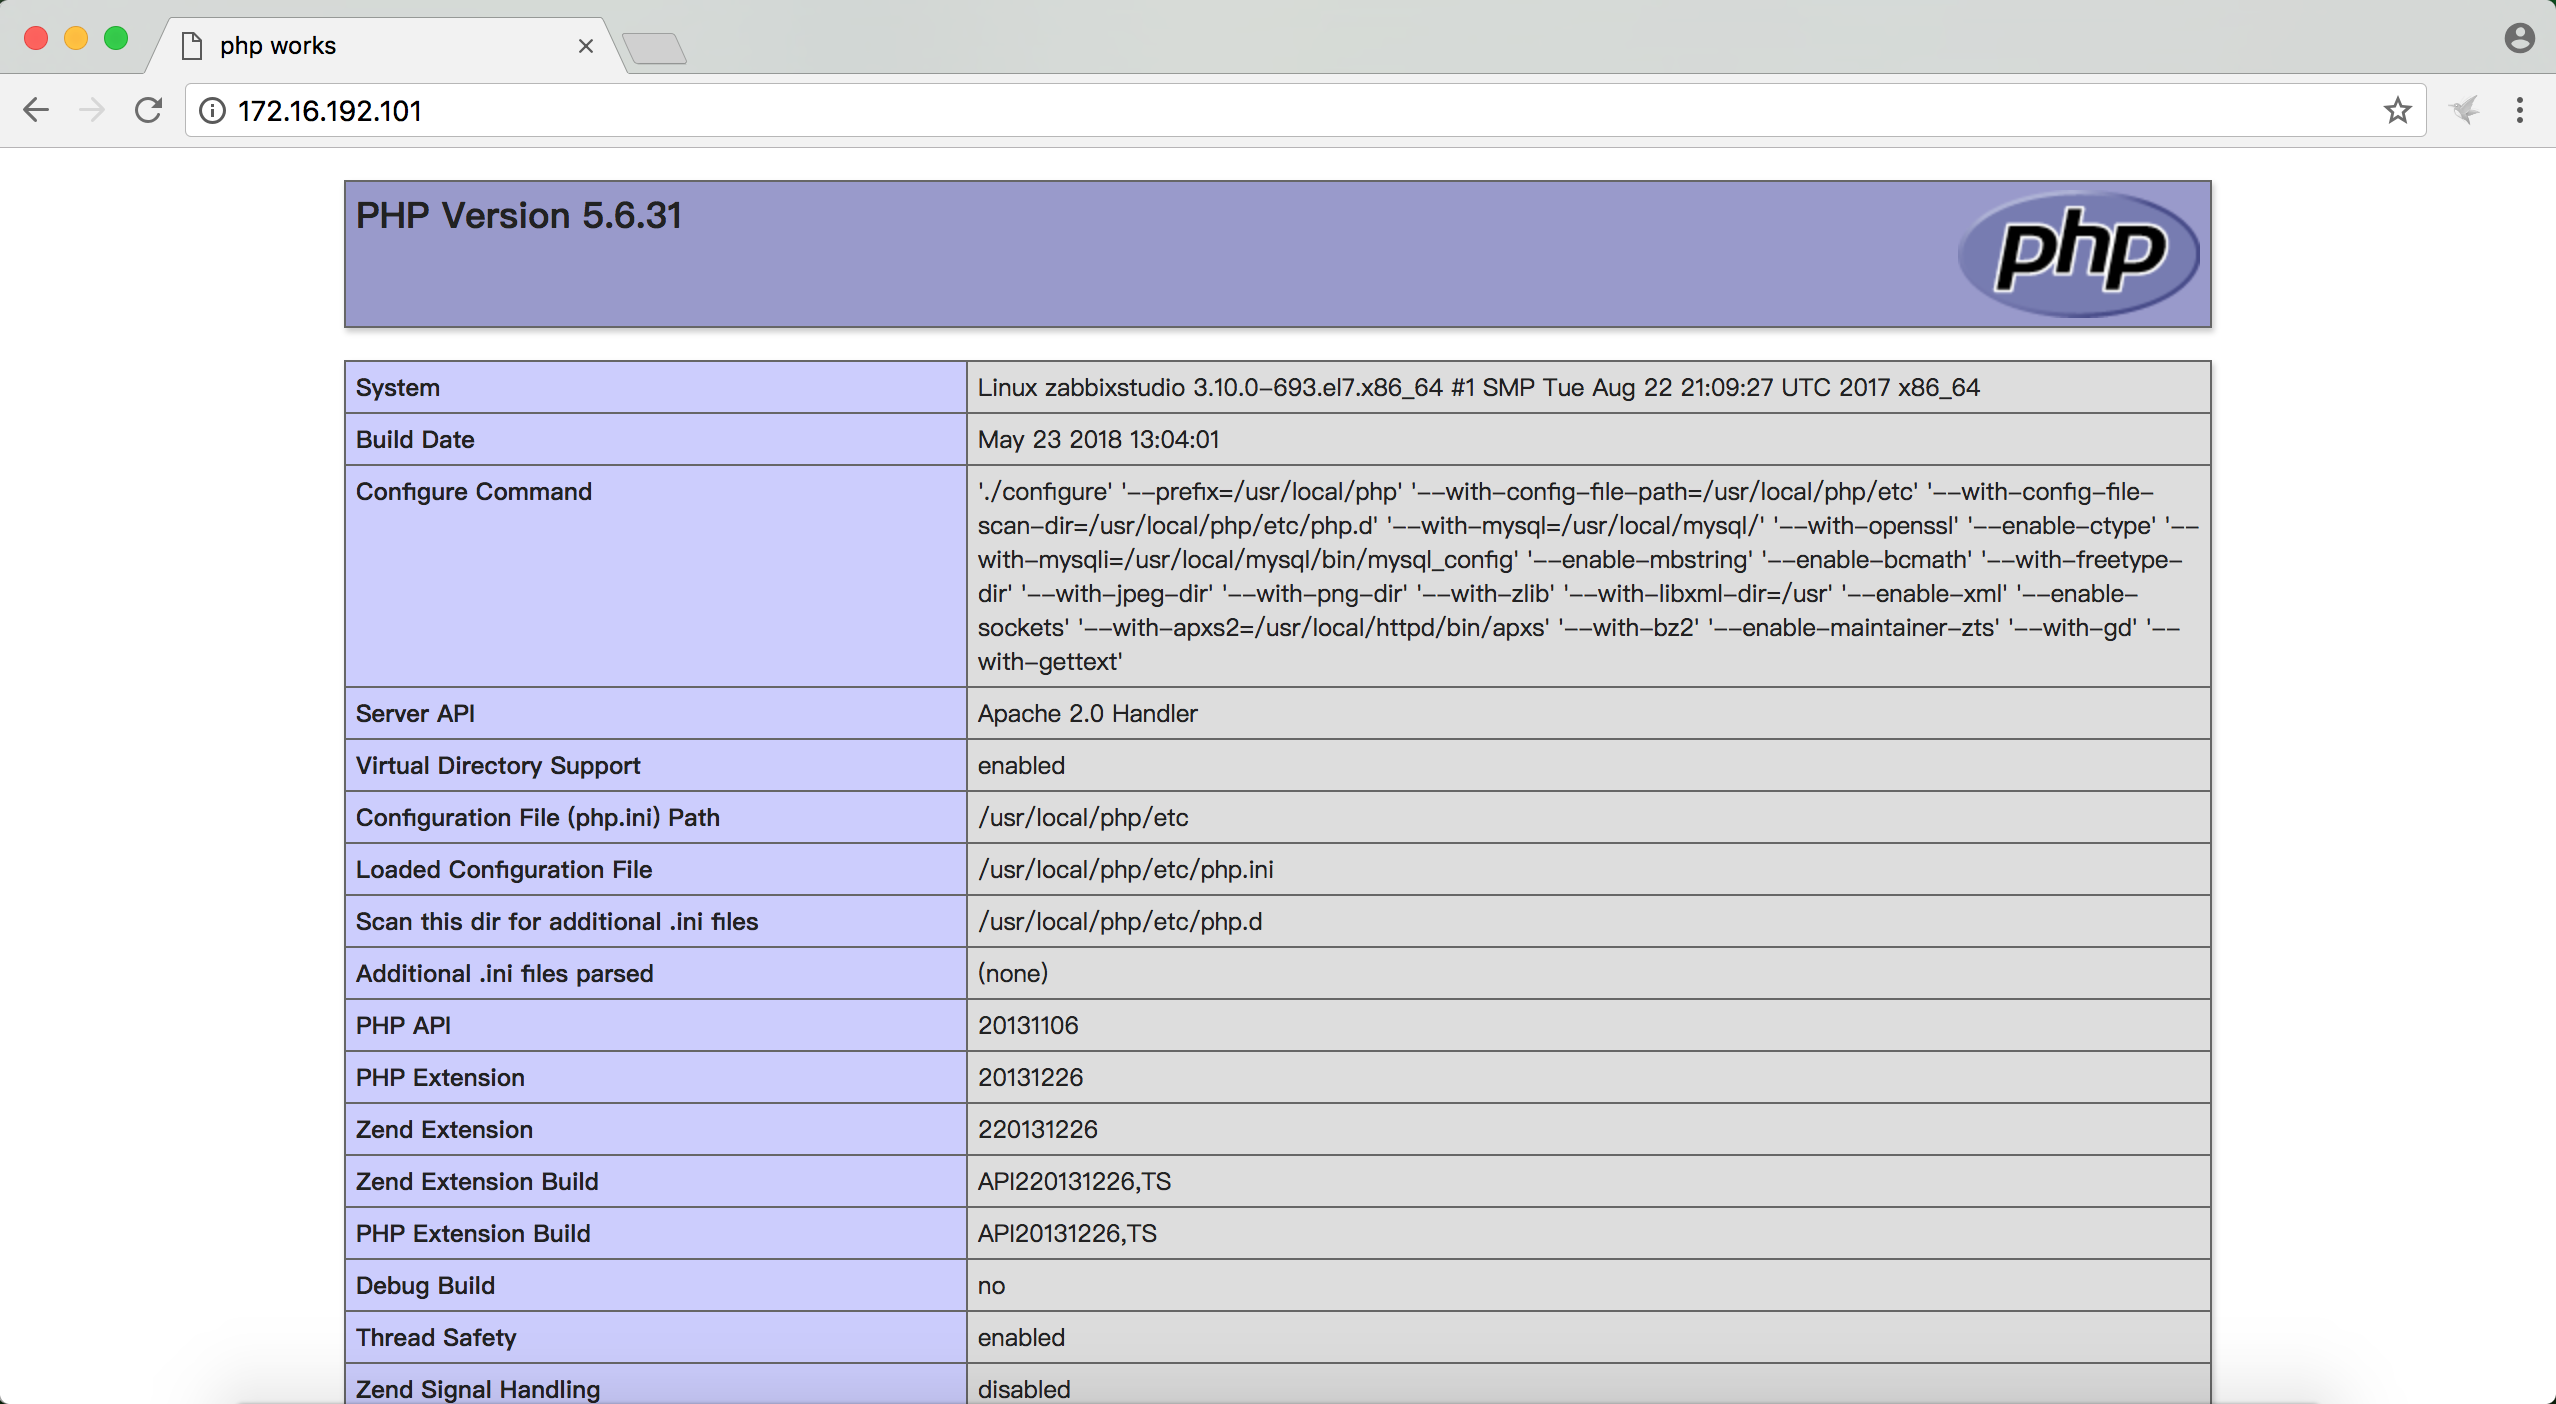 php works
172.16.192.101
PHP Version 5.6.31
php
System Linux zabbixstudio 3.10.0-693.el7.x86_64 #1 SMP Tue Aug 22 21:09:27 UTC 2017 x86_64
Build Date May 23 2018 13:04:01
Configure Command './configure' '--prefix=/usr/local/php' '--with-config-file-path=/usr/local/php/etc' '--with-config-file-
scan-dir=/usr/local/php/etc/php.d' '--with-mysql=/usr/local/mysql/' '--with-openssl' '--enable-ctype' '--
with-mysqli=/usr/local/mysql/bin/mysql_config' '--enable-mbstring' '--enable-bcmath' '--with-freetype-
dir' '--with-jpeg-dir' '--with-png-dir' '--with-zlib' '--with-libxml-dir=/usr' '--enable-xml' '--enable-
sockets' '--with-apxs2=/usr/local/httpd/bin/apxs' '--with-bz2' '--enable-maintainer-zts' '--with-gd' '--
with-gettext'
Server API Apache 2.0 Handler
Virtual Directory Support enabled
Configuration File (php.ini) Path /usr/local/php/etc
Loaded Configuration File /usr/local/php/etc/php.ini
Scan this dir for additional .ini files /usr/local/php/etc/php.d
Additional .ini files parsed (none)
PHP API 20131106
PHP Extension 20131226
Zend Extension 220131226
Zend Extension Build API220131226,TS
PHP Extension Build API20131226,TS
Debug Build no
Thread Safety enabled
Zend Signal Handling disabled